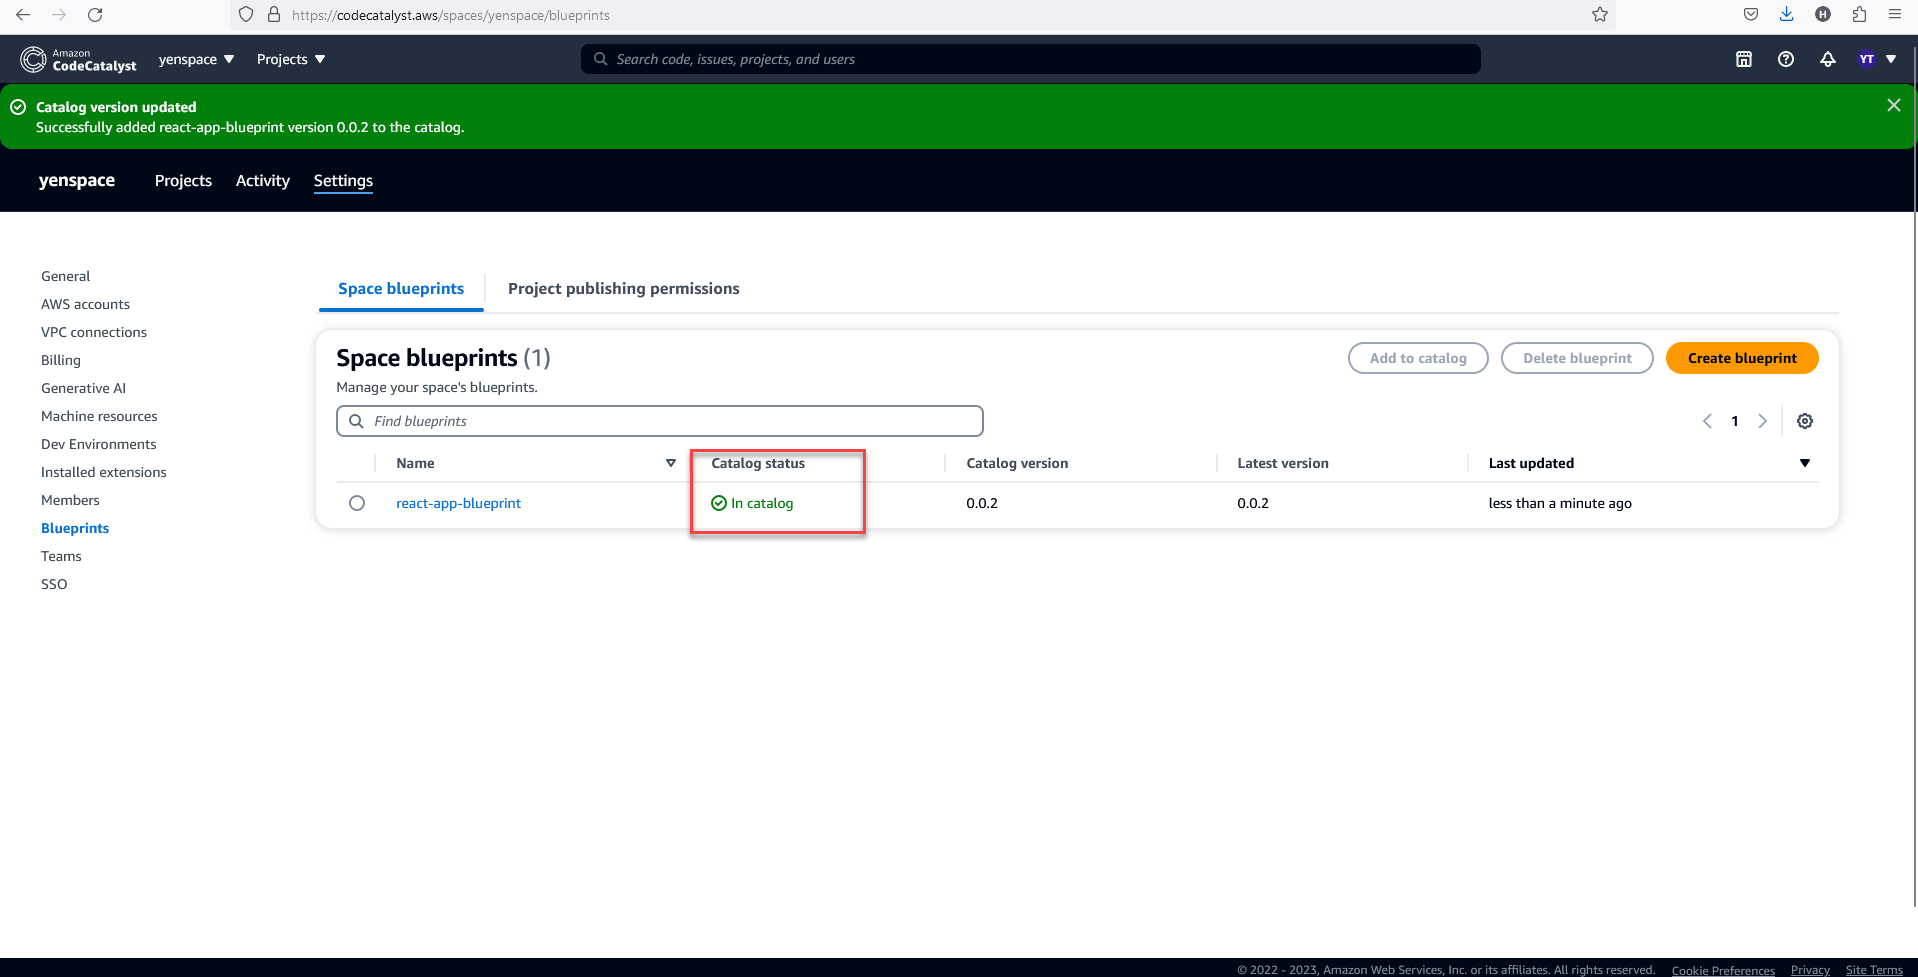 https://codecatalyst.aws/spaces/yenspace/blueprints
H
Amazon
CodeCatalyst
yenspace
Projects
Search code, issues, projects, and users
YT
Catalog version updated
Successfully added react-app-blueprint version 0.0.2 to the catalog.
yenspace
Projects
Activity
Settings
General
AWS accounts
VPC connections
Billing
Generative AI
Machine resources
Dev Environments
Installed extensions
Members
Blueprints
Teams
SSO
Space blueprints
Project publishing permissions
Space blueprints (1)
Manage your space's blueprints.
Add to catalog
Delete blueprint
Create blueprint
Find blueprints
1
Name
Catalog status
Catalog version
Latest version
Last updated
react-app-blueprint
In catalog
0.0.2
0.0.2
less than a minute ago
© 2022 - 2023, Amazon Web Services, Inc. or its affiliates. All rights reserved.
Cookie Preferences
Privacy
Site Terms